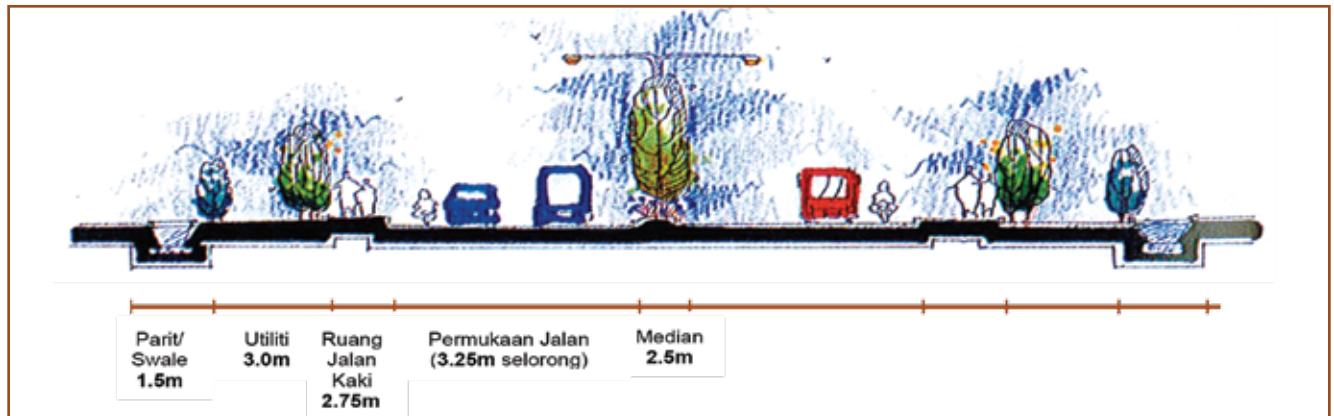 Parit/
Swale
1.5m
Utiliti
3.0m
Ruang
Jalan
Kaki
2.75m
Permukaan Jalan
(3.25m selorong)
Median
2.5m